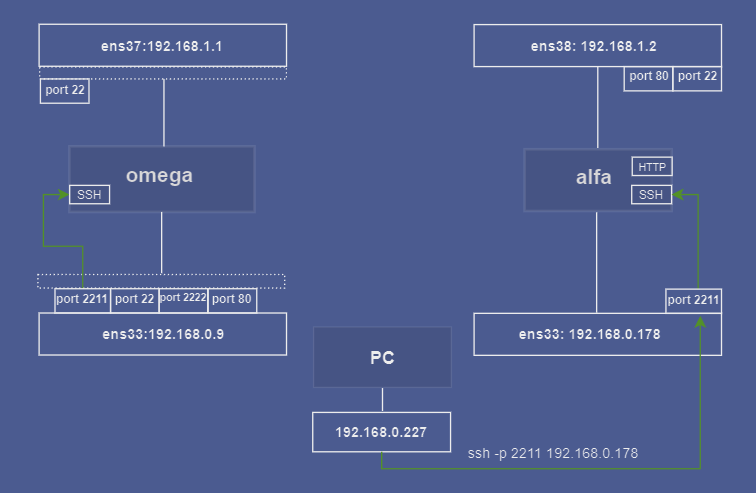 ens37:192.168.1.1
ens38: 192.168.1.2
port 22
port 80
port 22
omega
SSH
alfa
HTTP
SSH
port 2211
port 22
port 2222
port 80
port 2211
ens33:192.168.0.9
ens33: 192.168.0.178
PC
192.168.0.227
ssh -p 2211 192.168.0.178